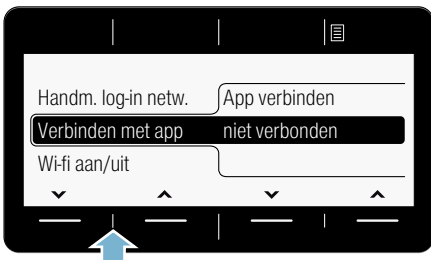 Handm. log-in netw.
App verbinden
Verbinden met app
niet verbonden
Wi-fi aan/uit